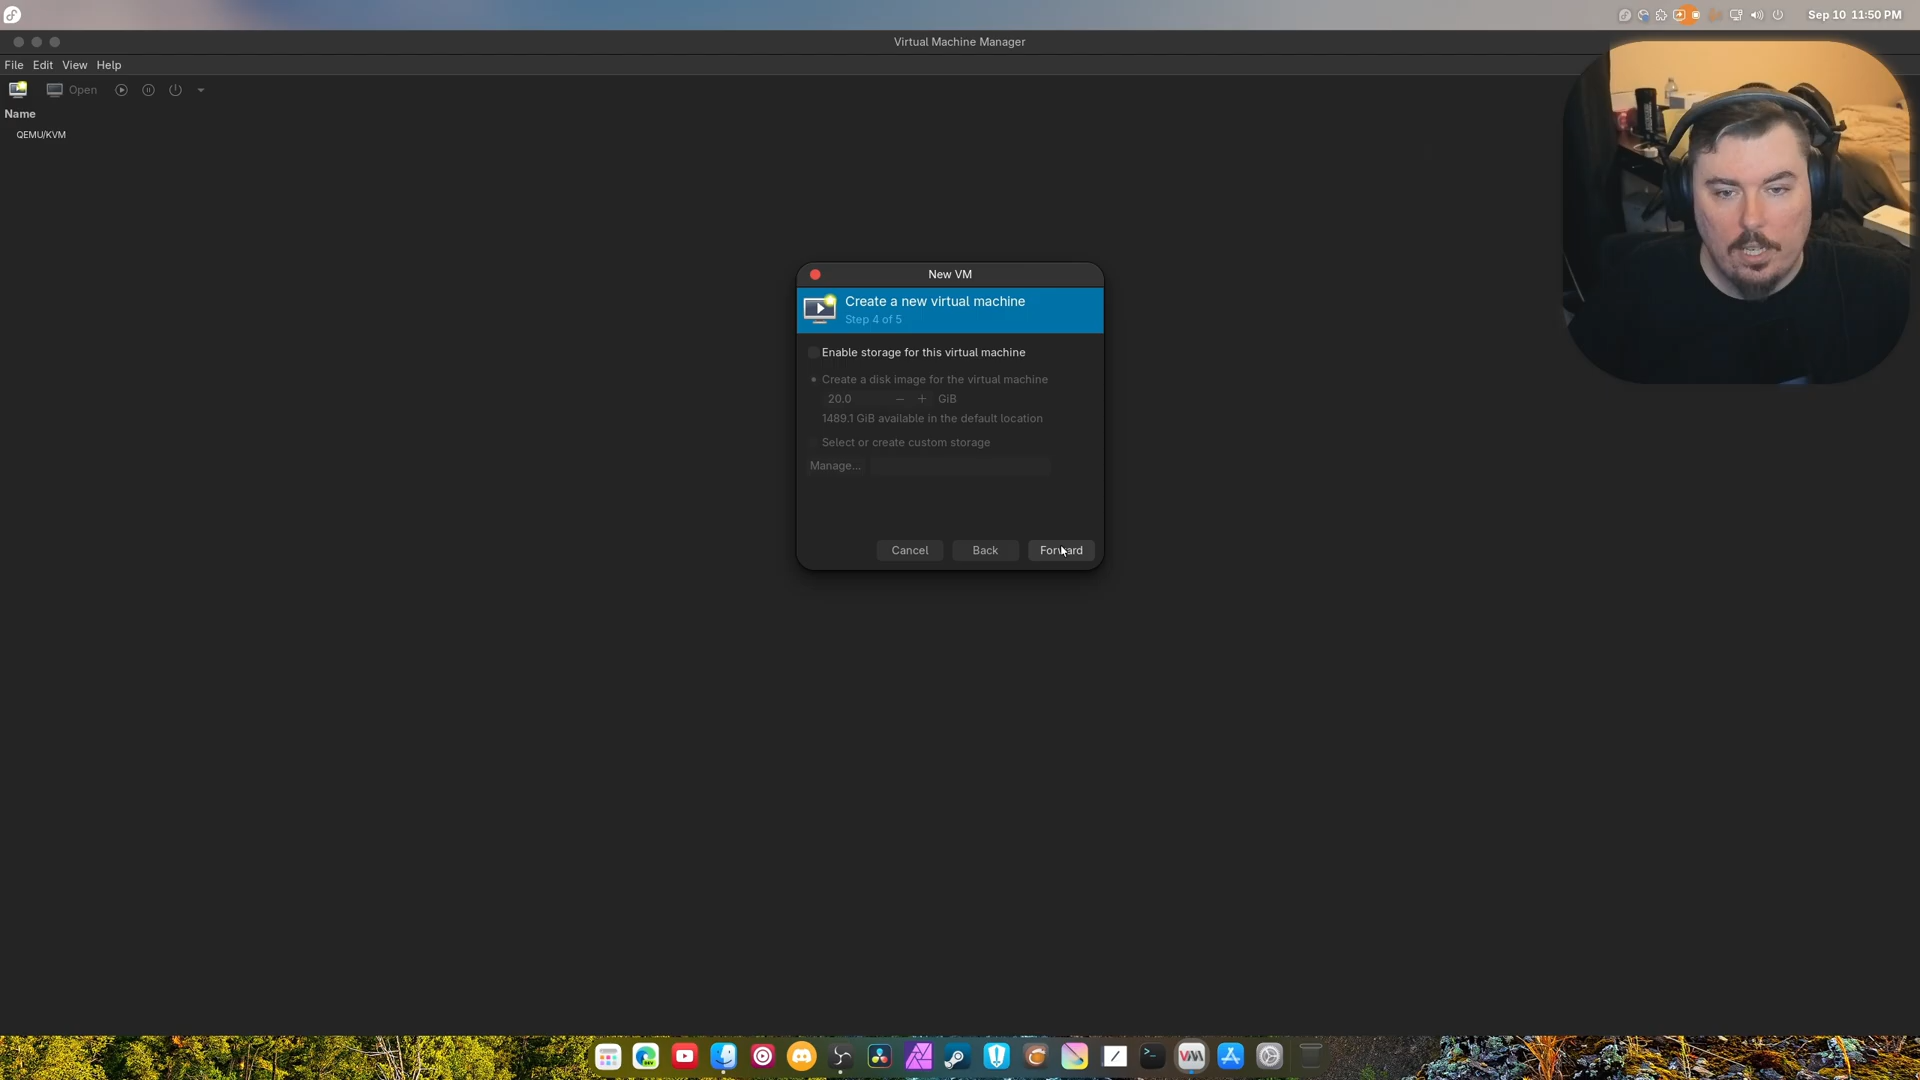 Sep 10 11:50 PM
Virtual Machine Manager
File Edit View Help
Open
Name
QEMU/KVM
New VM
Create a new virtual machine
Step 4 of 5
Enable storage for this virtual machine
Create a disk image for the virtual machine
20.0 − + GiB
1489.1 GiB available in the default location
Select or create custom storage
Manage...
Cancel Back Forward